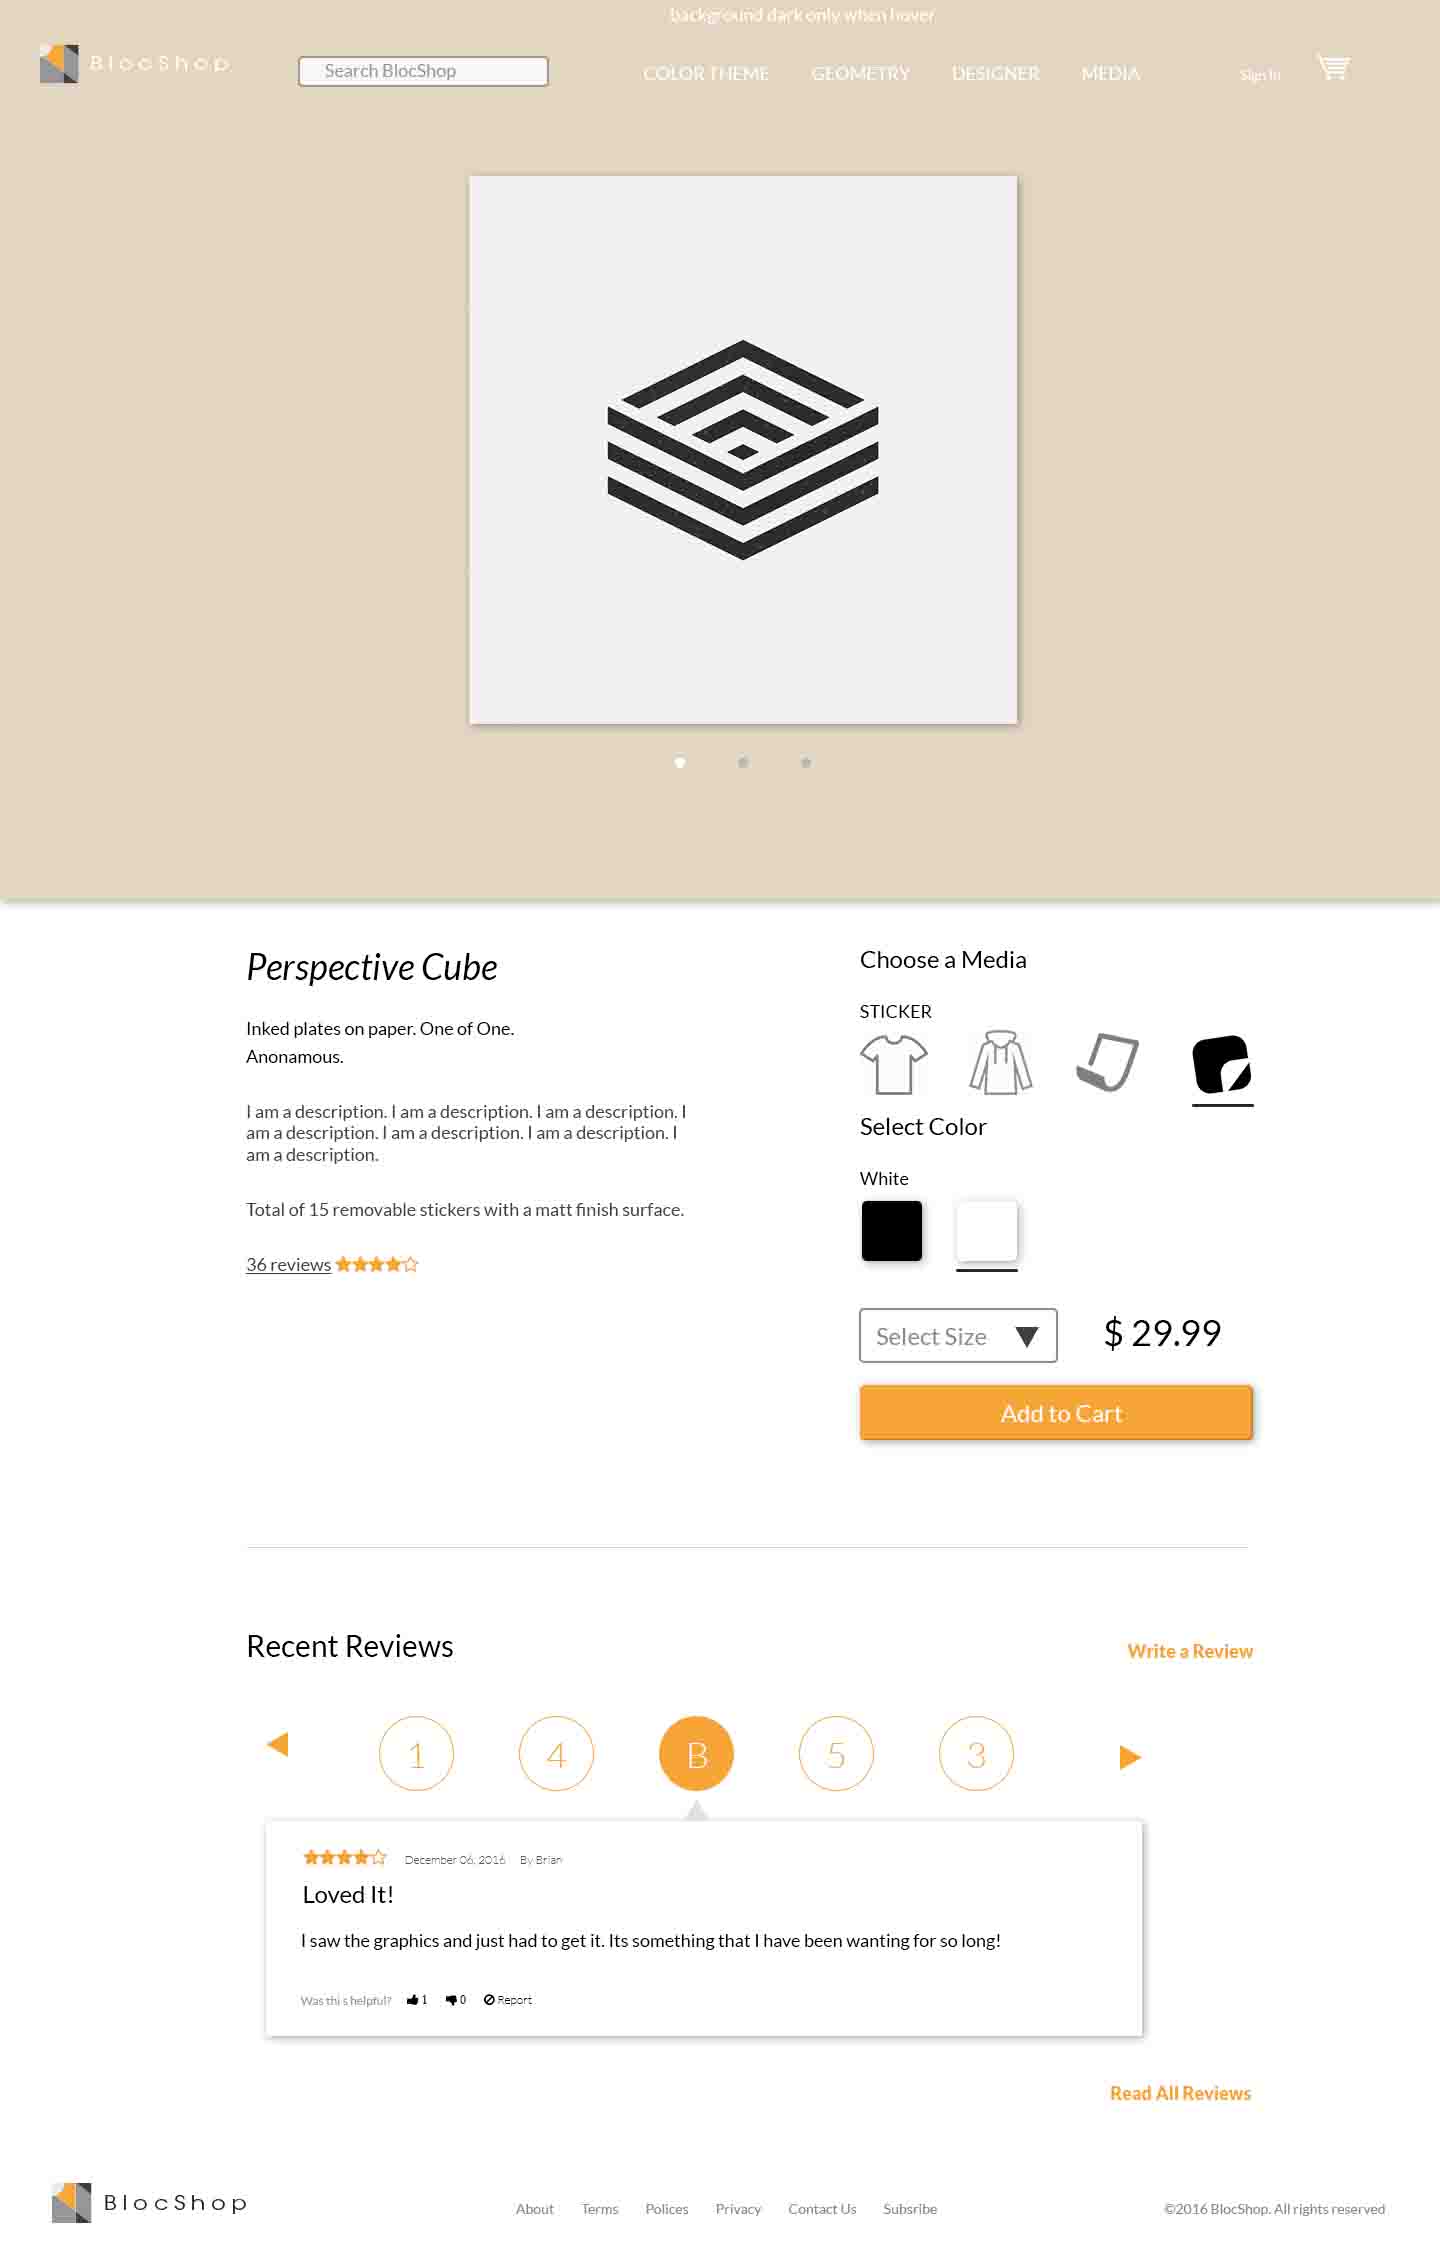 background dark only when hover
BlocShop
Search BlocShop
COLOR THEME GEOMETRY DESIGNER MEDIA
Sign In
Perspective Cube
Inked plates on paper. One of One.
Anonamous.
I am a description. I am a description. I am a description. I
am a description. I am a description. I am a description. I
am a description.
Total of 15 removable stickers with a matt finish surface.
36 reviews
Choose a Media
STICKER
Select Color
White
Select Size
$ 29.99
Add to Cart
Recent Reviews
Write a Review
1 4 B 5 3
December 06, 2016 By Brian
Loved It!
I saw the graphics and just had to get it. Its something that I have been wanting for so long!
Was thi s helpful? 1 0 Report
Read All Reviews
BlocShop
About Terms Polices Privacy Contact Us Subsribe
©2016 BlocShop. All rights reserved